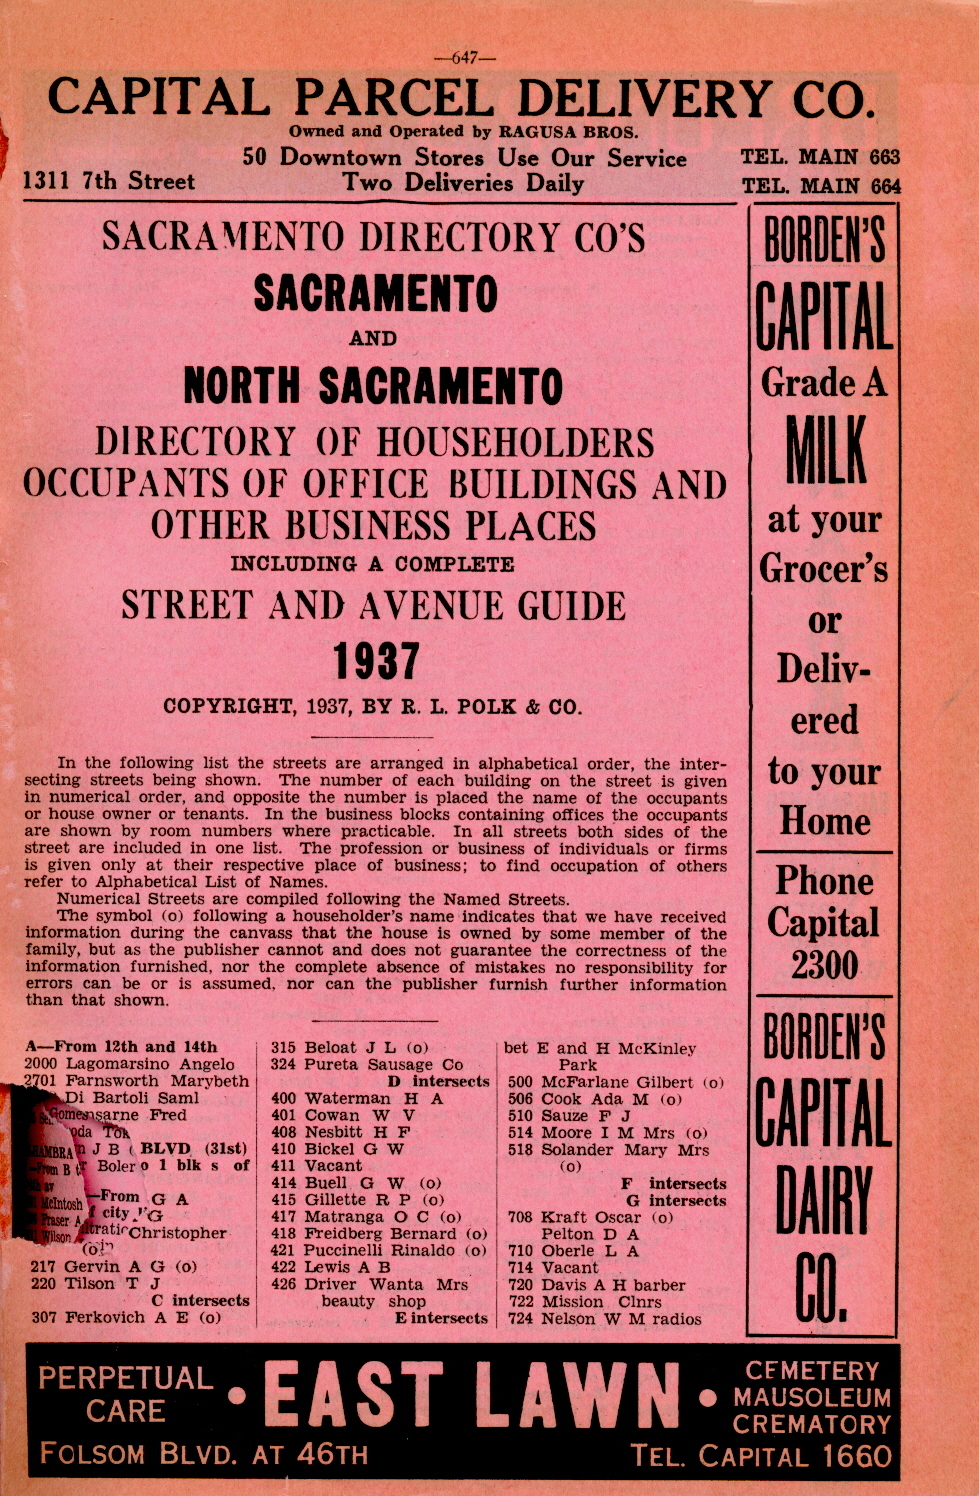 —647—
CAPITAL PARCEL DELIVERY CO.
Owned and Operated by RAGUSA BROS.
50 Downtown Stores Use Our Service
1311 7th Street
Two Deliveries Daily
TEL. MAIN 663
TEL. MAIN 664
SACRAMENTO DIRECTORY CO'S
SACRAMENTO
AND
NORTH SACRAMENTO
DIRECTORY OF HOUSEHOLDERS
OCCUPANTS OF OFFICE BUILDINGS AND
OTHER BUSINESS PLACES
INCLUDING A COMPLETE
STREET AND AVENUE GUIDE
1937
COPYRIGHT, 1937, BY R. L. POLK & CO.
In the following list the streets are arranged in alphabetical order, the inter-
secting streets being shown. The number of each building on the street is given
in numerical order, and opposite the number is placed the name of the occupants
or house owner or tenants. In the business blocks containing offices the occupants
are shown by room numbers where practicable. In all streets both sides of the
street are included in one list. The profession or business of individuals or firms
is given only at their respective place of business; to find occupation of others
refer to Alphabetical List of Names.
Numerical Streets are compiled following the Named Streets.
The symbol (o) following a householder's name indicates that we have received
information during the canvass that the house is owned by some member of the
family, but as the publisher cannot and does not guarantee the correctness of the
information furnished, nor the complete absence of mistakes no responsibility for
errors can be or is assumed, nor can the publisher furnish further information
than that shown.
A—From 12th and 14th
2000 Lagomarsino Angelo
2701 Farnsworth Marybeth
Di Bartoli Saml
Fred
J B
BLVD (31st)
Boler
1 blk s of
McIntosh
—From
G A
city
G
Fraser A
Christopher
Wilson
(o)
217 Gervin A G (o)
220 Tilson T J
C intersects
307 Ferkovich A E (o)
315 Beloat J L (o)
324 Pureta Sausage Co
D intersects
400 Waterman H A
401 Cowan W V
408 Nesbitt H F
410 Bickel G W
411 Vacant
414 Buell G W (o)
415 Gillette R P (o)
417 Matranga O C (o)
418 Freidberg Bernard (o)
421 Puccinelli Rinaldo (o)
422 Lewis A B
426 Driver Wanta Mrs
beauty shop
E intersects
bet E and H McKinley
Park
500 McFarlane Gilbert (o)
506 Cook Ada M (o)
510 Sauze F J
514 Moore I M Mrs (o)
518 Solander Mary Mrs
(o)
F intersects
G intersects
708 Kraft Oscar (o)
Pelton D A
710 Oberle L A
714 Vacant
720 Davis A H barber
722 Mission Clnrs
724 Nelson W M radios
BORDEN'S
CAPITAL
Grade A
MILK
at your
Grocer's
or
Deliv-
ered
to your
Home
Phone
Capital
2300
BORDEN'S
CAPITAL
DAIRY
CO.
PERPETUAL
CARE
• EAST LAWN •
CEMETERY
MAUSOLEUM
CREMATORY
FOLSOM BLVD. AT 46TH
TEL. CAPITAL 1660